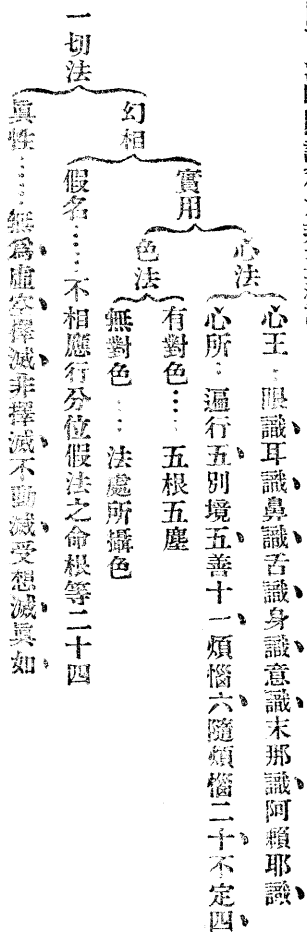 心王：眼識耳識鼻識舌識身識意識末那識阿賴耶識
心法
心所：遍行五別境五善十一煩惱六隨煩惱二十不定四
實用
有對色……五根五塵
色法
無對色……法處所攝色
幻相
假名……不相應行分位假法之命根等二十四
一切法
眞性……無爲虛空擇滅非擇滅不動滅受想滅眞如